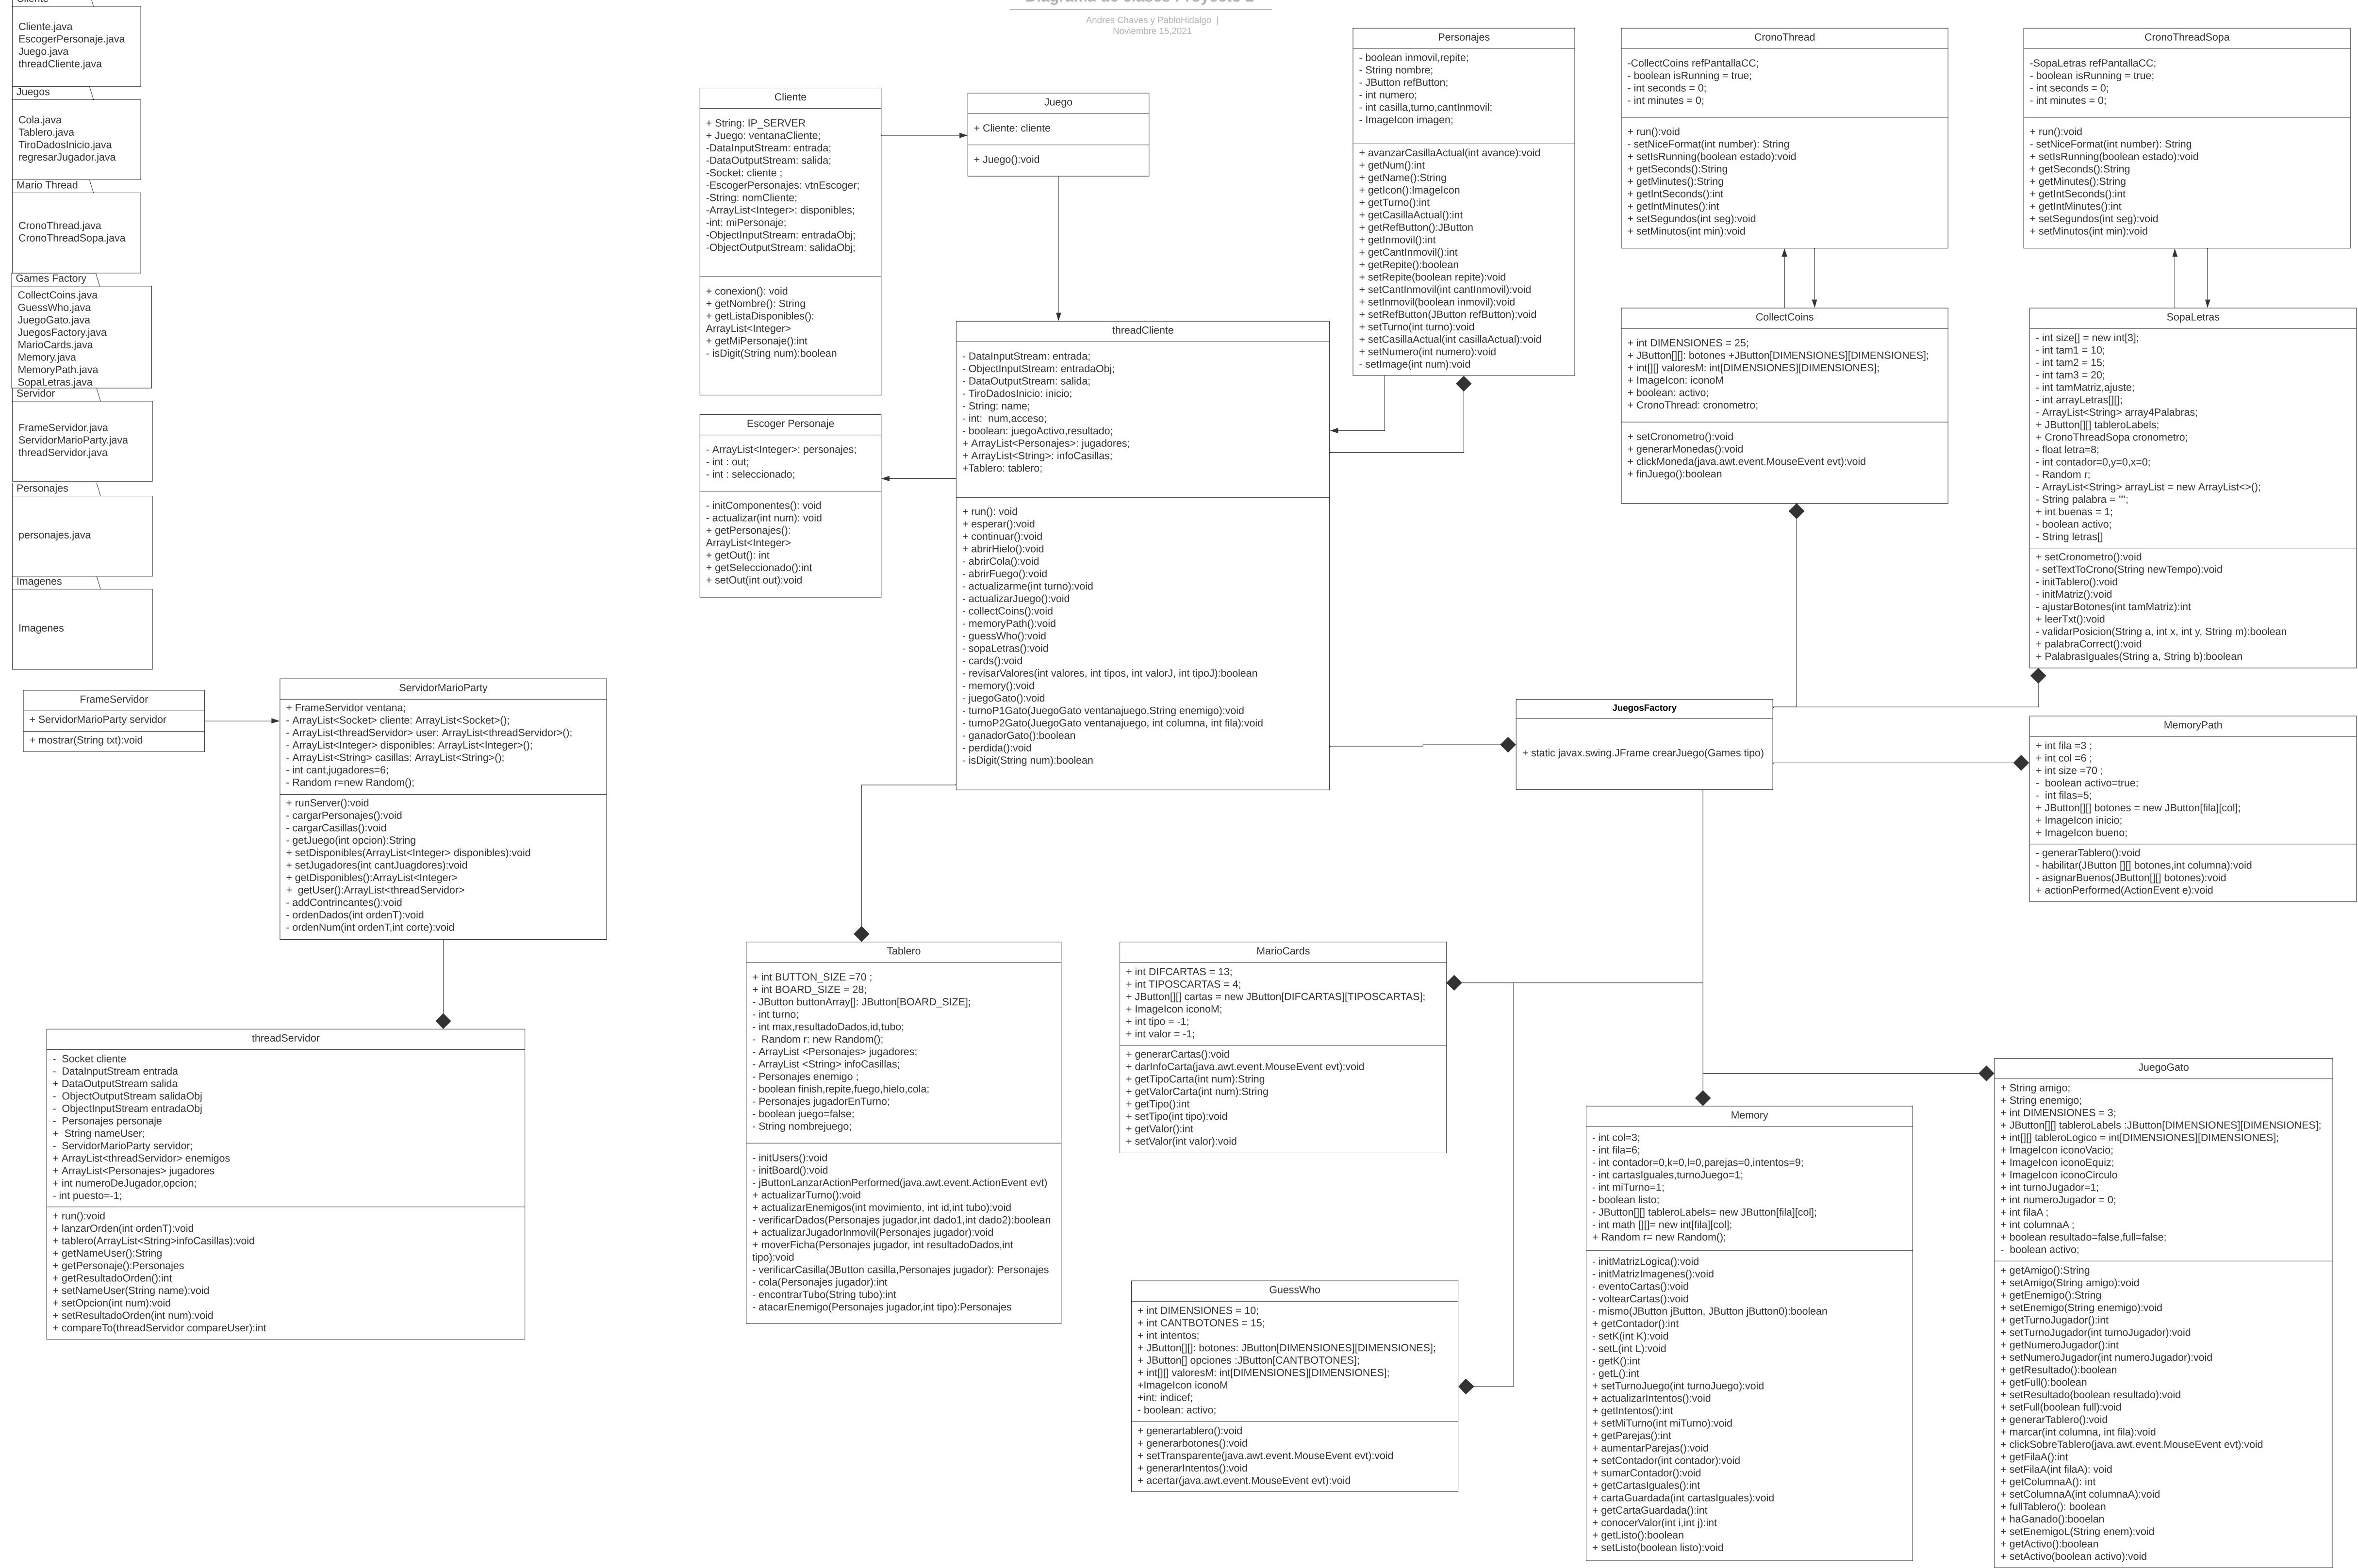 Diagrama de clases Proyecto 2
Andres Chaves y PabloHidalgo |
Noviembre 15,2021
Cliente
Cliente.java
EscogerPersonaje.java
Juego.java
threadCliente.java
Juegos
Cola.java
Tablero.java
TiroDadosInicio.java
regresarJugador.java
Mario Thread
CronoThread.java
CronoThreadSopa.java
Games Factory
CollectCoins.java
GuessWho.java
JuegoGato.java
JuegosFactory.java
MarioCards.java
Memory.java
MemoryPath.java
SopaLetras.java
Servidor
FrameServidor.java
ServidorMarioParty.java
threadServidor.java
Personajes
personajes.java
Imagenes
Imagenes
Cliente
+ String: IP_SERVER
+ Juego: ventanaCliente;
-DataInputStream: entrada;
-DataOutputStream: salida;
-Socket: cliente ;
-EscogerPersonajes: vtnEscoger;
-String: nomCliente;
-ArrayList<Integer>: disponibles;
-int: miPersonaje;
-ObjectInputStream: entradaObj;
-ObjectOutputStream: salidaObj;
+ conexion(): void
+ getNombre(): String
+ getListaDisponibles():
ArrayList<Integer>
+ getMiPersonaje():int
- isDigit(String num):boolean
Juego
+ Cliente: cliente
+ Juego():void
Escoger Personaje
- ArrayList<Integer>: personajes;
- int : out;
- int : seleccionado;
- initComponentes(): void
- actualizar(int num): void
+ getPersonajes():
ArrayList<Integer>
+ getOut(): int
+ getSeleccionado():int
+ setOut(int out):void
threadCliente
- DataInputStream: entrada;
- ObjectInputStream: entradaObj;
- DataOutputStream: salida;
- TiroDadosInicio: inicio;
- String: name;
- int:  num,acceso;
- boolean: juegoActivo,resultado;
+ ArrayList<Personajes>: jugadores;
+ ArrayList<String>: infoCasillas;
+Tablero: tablero;
+ run(): void
+ esperar():void
+ continuar():void
+ abrirHielo():void
- abrirCola():void
- abrirFuego():void
- actualizarme(int turno):void
- actualizarJuego():void
- collectCoins():void
- memoryPath():void
- guessWho():void
- sopaLetras():void
- cards():void
- revisarValores(int valores, int tipos, int valorJ, int tipoJ):boolean
- memory():void
- juegoGato():void
- turnoP1Gato(JuegoGato ventanajuego,String enemigo):void
- turnoP2Gato(JuegoGato ventanajuego, int columna, int fila):void
- ganadorGato():boolean
- perdida():void
- isDigit(String num):boolean
Personajes
- boolean inmovil,repite;
- String nombre;
- JButton refButton;
- int numero;
- int casilla,turno,cantInmovil;
- ImageIcon imagen;
+ avanzarCasillaActual(int avance):void
+ getNum():int
+ getName():String
+ getIcon():ImageIcon
+ getTurno():int
+ getCasillaActual():int
+ getRefButton():JButton
+ getInmovil():int
+ getCantInmovil():int
+ getRepite():boolean
+ setRepite(boolean repite):void
+ setCantInmovil(int cantInmovil):void
+ setInmovil(boolean inmovil):void
+ setRefButton(JButton refButton):void
+ setTurno(int turno):void
+ setCasillaActual(int casillaActual):void
+ setNumero(int numero):void
- setImage(int num):void
CronoThread
-CollectCoins refPantallaCC;
- boolean isRunning = true;
- int seconds = 0;
- int minutes = 0;
+ run():void
- setNiceFormat(int number): String
+ setIsRunning(boolean estado):void
+ getSeconds():String
+ getMinutes():String
+ getIntSeconds():int
+ getIntMinutes():int
+ setSegundos(int seg):void
+ setMinutos(int min):void
CronoThreadSopa
-SopaLetras refPantallaCC;
- boolean isRunning = true;
- int seconds = 0;
- int minutes = 0;
+ run():void
- setNiceFormat(int number): String
+ setIsRunning(boolean estado):void
+ getSeconds():String
+ getMinutes():String
+ getIntSeconds():int
+ getIntMinutes():int
+ setSegundos(int seg):void
+ setMinutos(int min):void
CollectCoins
+ int DIMENSIONES = 25;
+ JButton[][]: botones +JButton[DIMENSIONES][DIMENSIONES];
+ int[][] valoresM: int[DIMENSIONES][DIMENSIONES];
+ ImageIcon: iconoM
+ boolean: activo;
+ CronoThread: cronometro;
+ setCronometro():void
+ generarMonedas():void
+ clickMoneda(java.awt.event.MouseEvent evt):void
+ finJuego():boolean
SopaLetras
- int size[] = new int[3];
- int tam1 = 10;
- int tam2 = 15;
- int tam3 = 20;
- int tamMatriz,ajuste;
- int arrayLetras[][];
- ArrayList<String> array4Palabras;
+ JButton[][] tableroLabels;
+ CronoThreadSopa cronometro;
- float letra=8;
- int contador=0,y=0,x=0;
- Random r;
- ArrayList<String> arrayList = new ArrayList<>();
- String palabra = "";
+ int buenas = 1;
- boolean activo;
- String letras[]
+ setCronometro():void
- setTextToCrono(String newTempo):void
- initTablero():void
- initMatriz():void
- ajustarBotones(int tamMatriz):int
+ leerTxt():void
- validarPosicion(String a, int x, int y, String m):boolean
+ palabraCorrect():void
+ PalabrasIguales(String a, String b):boolean
FrameServidor
+ ServidorMarioParty servidor
+ mostrar(String txt):void
ServidorMarioParty
+ FrameServidor ventana;
- ArrayList<Socket> cliente: ArrayList<Socket>();
- ArrayList<threadServidor> user: ArrayList<threadServidor>();
- ArrayList<Integer> disponibles: ArrayList<Integer>();
- ArrayList<String> casillas: ArrayList<String>();
- int cant,jugadores=6;
- Random r=new Random();
+ runServer():void
- cargarPersonajes():void
- cargarCasillas():void
- getJuego(int opcion):String
+ setDisponibles(ArrayList<Integer> disponibles):void
+ setJugadores(int cantJuagdores):void
+ getDisponibles():ArrayList<Integer>
+  getUser():ArrayList<threadServidor>
- addContrincantes():void
- ordenDados(int ordenT):void
- ordenNum(int ordenT,int corte):void
threadServidor
-  Socket cliente
-  DataInputStream entrada
+ DataOutputStream salida
-  ObjectOutputStream salidaObj
-  ObjectInputStream entradaObj
-  Personajes personaje
+  String nameUser;
-  ServidorMarioParty servidor;
+ ArrayList<threadServidor> enemigos
+ ArrayList<Personajes> jugadores
+ int numeroDeJugador,opcion;
- int puesto=-1;
+ run():void
+ lanzarOrden(int ordenT):void
+ tablero(ArrayList<String>infoCasillas):void
+ getNameUser():String
+ getPersonaje():Personajes
+ getResultadoOrden():int
+ setNameUser(String name):void
+ setOpcion(int num):void
+ setResultadoOrden(int num):void
+ compareTo(threadServidor compareUser):int
JuegosFactory
+ static javax.swing.JFrame crearJuego(Games tipo)
MemoryPath
+ int fila =3 ;
+ int col =6 ;
+ int size =70 ;
-  boolean activo=true;
-  int filas=5;
+ JButton[][] botones = new JButton[fila][col];
+ ImageIcon inicio;
+ ImageIcon bueno;
- generarTablero():void
- habilitar(JButton [][] botones,int columna):void
- asignarBuenos(JButton[][] botones):void
+ actionPerformed(ActionEvent e):void
Tablero
+ int BUTTON_SIZE =70 ;
+ int BOARD_SIZE = 28;
- JButton buttonArray[]: JButton[BOARD_SIZE];
- int turno;
- int max,resultadoDados,id,tubo;
-  Random r: new Random();
- ArrayList <Personajes> jugadores;
- ArrayList <String> infoCasillas;
- Personajes enemigo ;
- boolean finish,repite,fuego,hielo,cola;
- Personajes jugadorEnTurno;
- boolean juego=false;
- String nombrejuego;
- initUsers():void
- initBoard():void
- jButtonLanzarActionPerformed(java.awt.event.ActionEvent evt)
+ actualizarTurno():void
+ actualizarEnemigos(int movimiento, int id,int tubo):void
- verificarDados(Personajes jugador,int dado1,int dado2):boolean
+ actualizarJugadorInmovil(Personajes jugador):void
+ moverFicha(Personajes jugador, int resultadoDados,int
tipo):void
- verificarCasilla(JButton casilla,Personajes jugador): Personajes
- cola(Personajes jugador):int
- encontrarTubo(String tubo):int
- atacarEnemigo(Personajes jugador,int tipo):Personajes
MarioCards
+ int DIFCARTAS = 13;
+ int TIPOSCARTAS = 4;
+ JButton[][] cartas = new JButton[DIFCARTAS][TIPOSCARTAS];
+ ImageIcon iconoM;
+ int tipo = -1;
+ int valor = -1;
+ generarCartas():void
+ darInfoCarta(java.awt.event.MouseEvent evt):void
+ getTipoCarta(int num):String
+ getValorCarta(int num):String
+ getTipo():int
+ setTipo(int tipo):void
+ getValor():int
+ setValor(int valor):void
GuessWho
+ int DIMENSIONES = 10;
+ int CANTBOTONES = 15;
+ int intentos;
+ JButton[][]: botones: JButton[DIMENSIONES][DIMENSIONES];
+ JButton[] opciones :JButton[CANTBOTONES];
+ int[][] valoresM: int[DIMENSIONES][DIMENSIONES];
+ImageIcon iconoM
+int: indicef;
- boolean: activo;
+ generartablero():void
+ generarbotones():void
+ setTransparente(java.awt.event.MouseEvent evt):void
+ generarIntentos():void
+ acertar(java.awt.event.MouseEvent evt):void
Memory
- int col=3;
- int fila=6;
- int contador=0,k=0,l=0,parejas=0,intentos=9;
- int cartasIguales,turnoJuego=1;
- int miTurno=1;
- boolean listo;
- JButton[][] tableroLabels= new JButton[fila][col];
- int math [][]= new int[fila][col];
+ Random r= new Random();
- initMatrizLogica():void
- initMatrizImagenes():void
- eventoCartas():void
- voltearCartas():void
- mismo(JButton jButton, JButton jButton0):boolean
+ getContador():int
- setK(int K):void
- setL(int L):void
- getK():int
- getL():int
+ setTurnoJuego(int turnoJuego):void
+ actualizarIntentos():void
+ getIntentos():int
+ setMiTurno(int miTurno):void
+ getParejas():int
+ aumentarParejas():void
+ setContador(int contador):void
+ sumarContador():void
+ getCartasIguales():int
+ cartaGuardada(int cartasIguales):void
+ getCartaGuardada():int
+ conocerValor(int i,int j):int
+ getListo():boolean
+ setListo(boolean listo):void
JuegoGato
+ String amigo;
+ String enemigo;
+ int DIMENSIONES = 3;
+ JButton[][] tableroLabels :JButton[DIMENSIONES][DIMENSIONES];
+ int[][] tableroLogico = int[DIMENSIONES][DIMENSIONES];
+ ImageIcon iconoVacio;
+ ImageIcon iconoEquiz;
+ ImageIcon iconoCirculo
+ int turnoJugador=1;
+ int numeroJugador = 0;
+ int filaA ;
+ int columnaA ;
+ boolean resultado=false,full=false;
-  boolean activo;
+ getAmigo():String
+ setAmigo(String amigo):void
+ getEnemigo():String
+ setEnemigo(String enemigo):void
+ getTurnoJugador():int
+ setTurnoJugador(int turnoJugador):void
+ getNumeroJugador():int
+ setNumeroJugador(int numeroJugador):void
+ getResultado():boolean
+ getFull():boolean
+ setResultado(boolean resultado):void
+ setFull(boolean full):void
+ generarTablero():void
+ marcar(int columna, int fila):void
+ clickSobreTablero(java.awt.event.MouseEvent evt):void
+ getFilaA():int
+ setFilaA(int filaA): void
+ getColumnaA(): int
+ setColumnaA(int columnaA):void
+ fullTablero(): boolean
+ haGanado():booelan
+ setEnemigoL(String enem):void
+ getActivo():boolean
+ setActivo(boolean activo):void